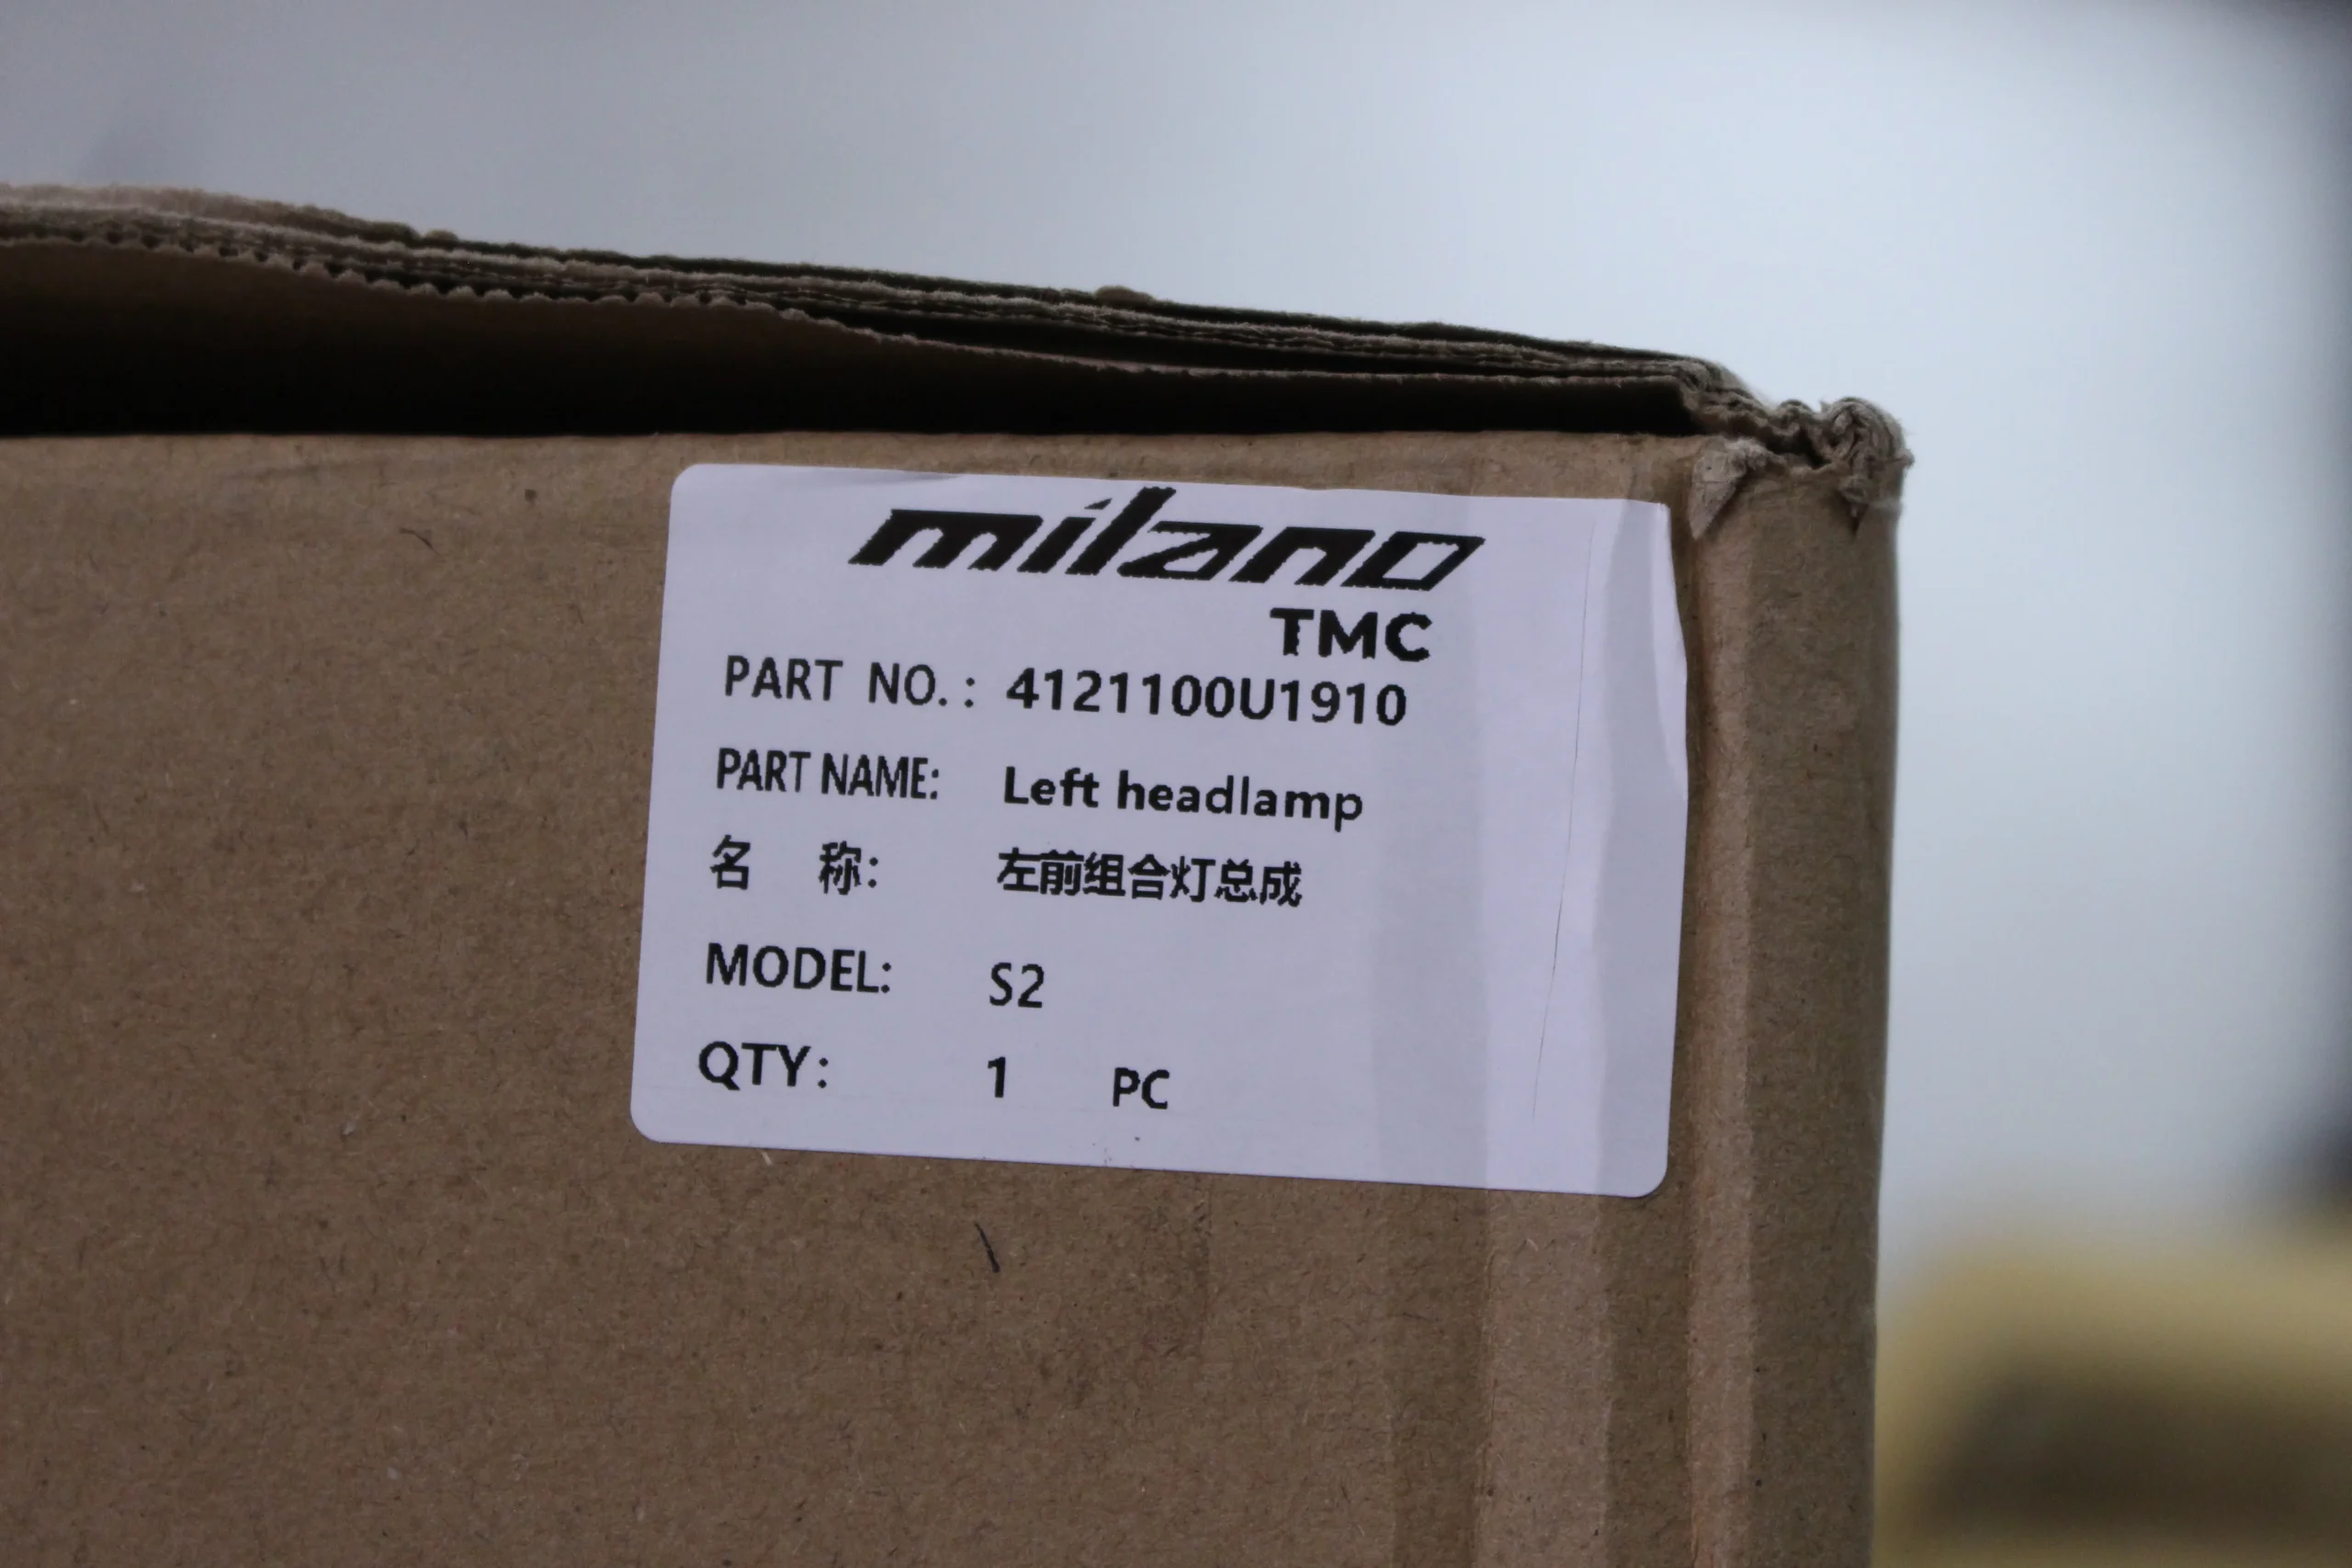 milano
TMC
PART NO.: 4121100U1910
PART NAME: Left headlamp
名 称: 左前组合灯总成
MODEL: S2
QTY: 1 PC